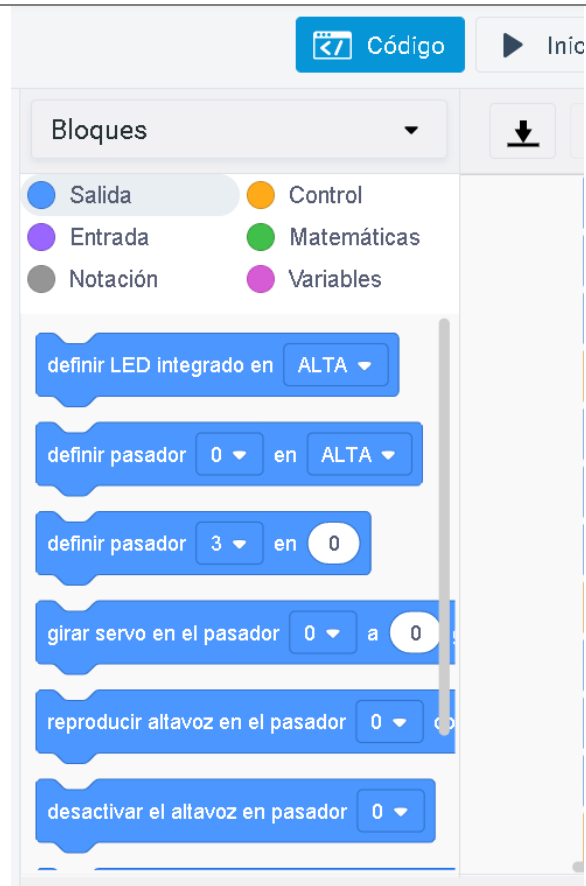 Código
Bloques
Salida Control
Entrada Matemáticas
Notación Variables
definir LED integrado en ALTA
definir pasador 0 en ALTA
definir pasador 3 en 0
girar servo en el pasador 0 a 0
reproducir altavoz en el pasador 0
desactivar el altavoz en pasador 0